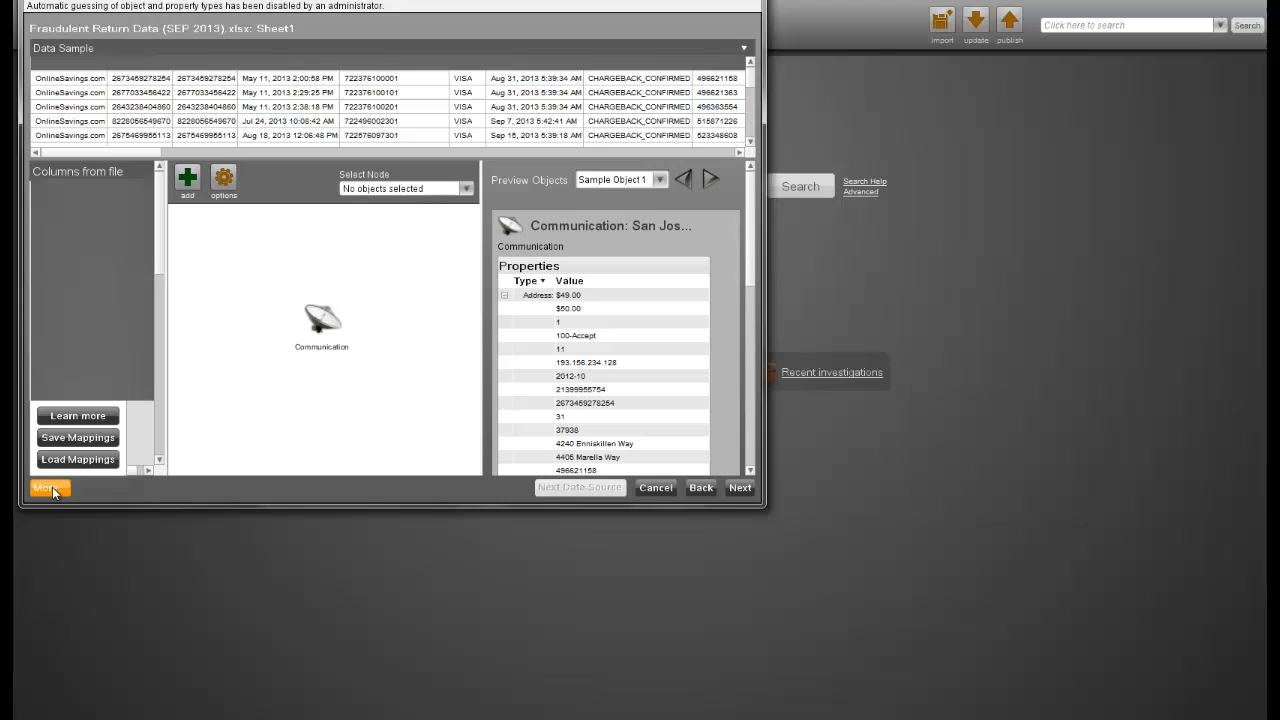 Automatic guessing of object and property types has been disabled by an administrator.
Fraudulent Return Data (SEP 2013).xlsx: Sheet1
Data Sample
OnlineSavings.com 2673459278254 2673459278254 May 11, 2013 2:00:58 PM 722376100001 VISA Aug 31, 2013 5:39:34 AM CHARGEBACK_CONFIRMED 496621158
OnlineSavings.com 2677033456422 2677033456422 May 11, 2013 2:29:25 PM 722376100101 VISA Aug 31, 2013 5:39:34 AM CHARGEBACK_CONFIRMED 496621363
OnlineSavings.com 2643238404860 2643238404860 May 11, 2013 2:38:18 PM 722376100201 VISA Aug 31, 2013 5:39:34 AM CHARGEBACK_CONFIRMED 496363554
OnlineSavings.com 8228056549670 8228056549670 Jul 24, 2013 10:08:42 AM 722496002301 VISA Sep 7, 2013 5:42:41 AM CHARGEBACK_CONFIRMED 515871226
OnlineSavings.com 2675469955113 2675469955113 Aug 18, 2013 12:06:48 PM 722576097301 VISA Sep 15, 2013 5:39:18 AM CHARGEBACK_CONFIRMED 523348608
Columns from file
add
options
Select Node
No objects selected
Preview Objects
Sample Object 1
Communication: San Jos...
Communication
Properties
Type Value
Address: $49.00
$50.00
1
100-Accept
11
193.156.234.128
2012-10
21399955754
2673459278254
31
37938
4240 Enniskillen Way
4406 Marella Way
496621158
Communication
Learn more
Save Mappings
Load Mappings
Next Data Source
Cancel
Back
Next
import
update
publish
Click here to search
Search
Search
Search Help
Advanced
Recent investigations